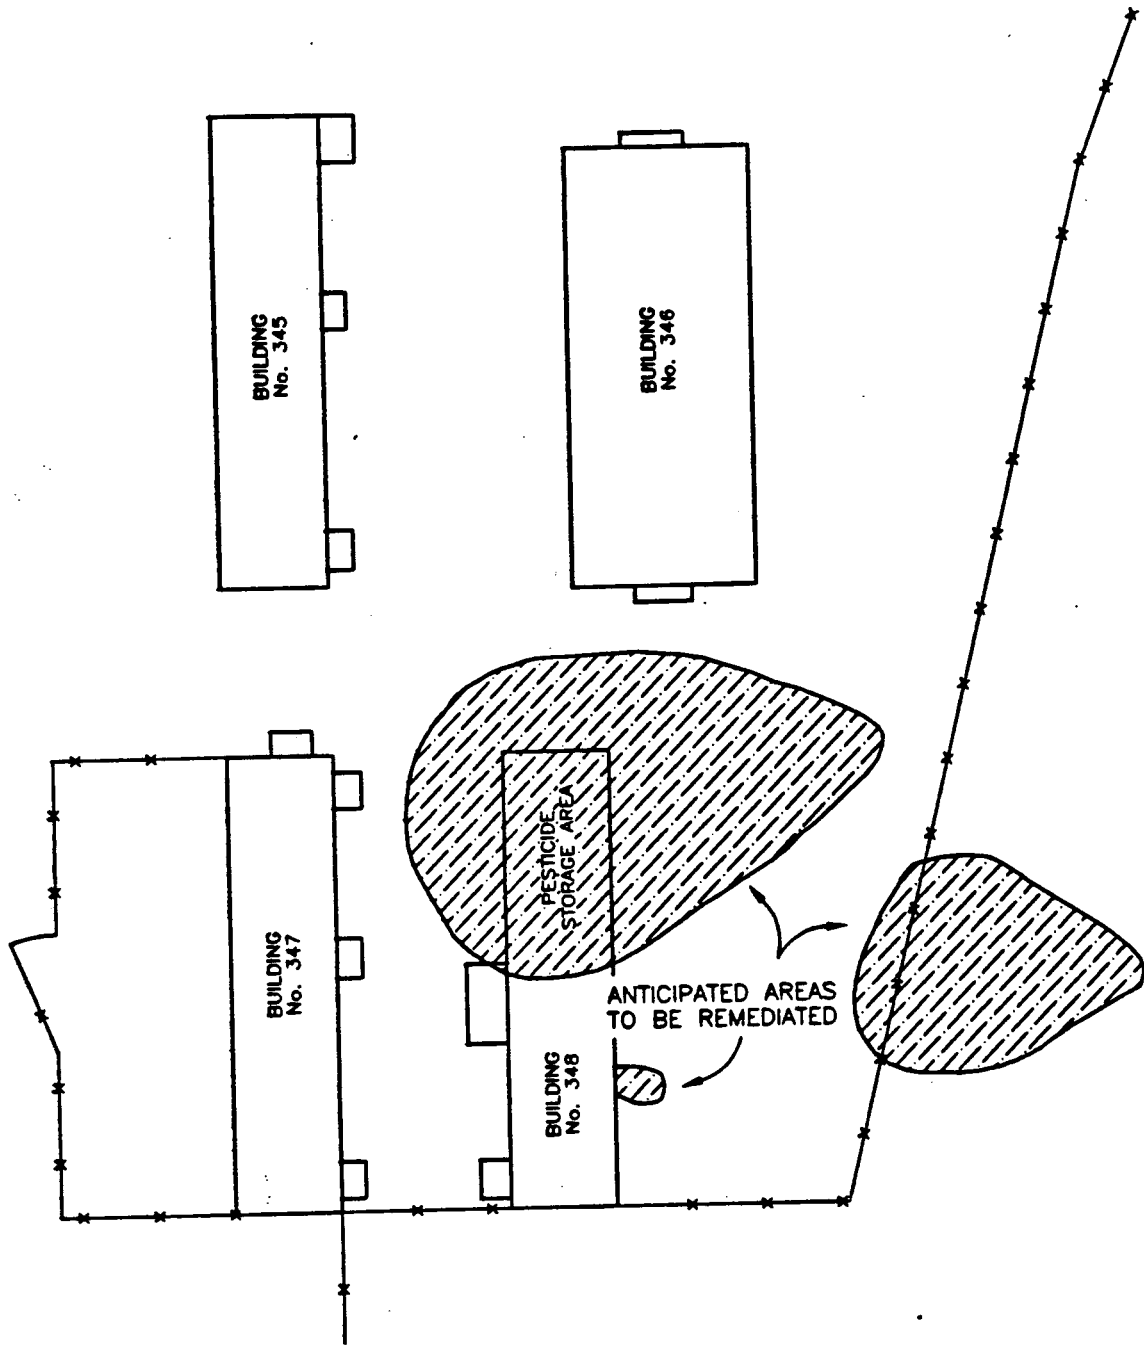 BUILDING
No. 345
BUILDING
No. 346
BUILDING
No. 347
PESTICIDE
STORAGE AREA
ANTICIPATED AREAS
TO BE REMEDIATED
BUILDING
No. 348